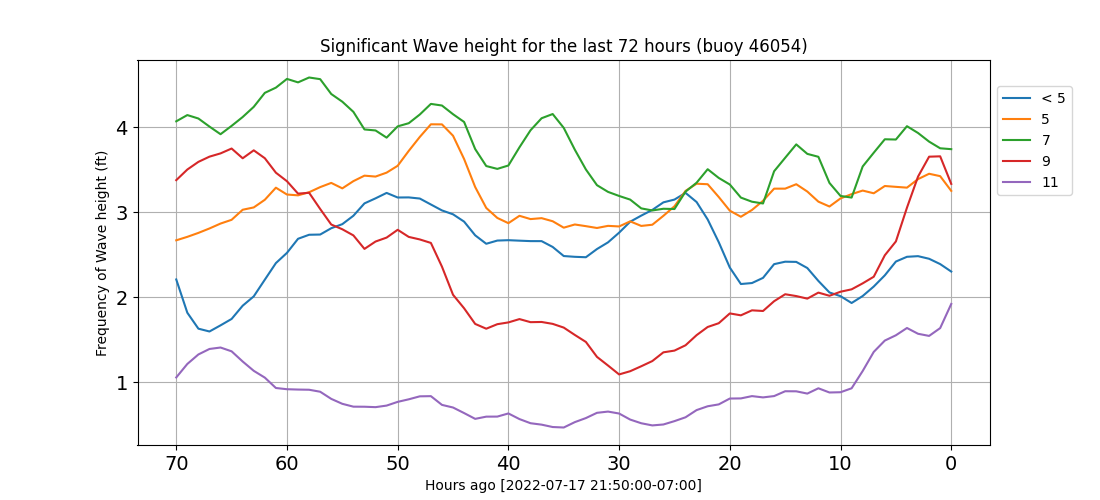 Significant Wave height for the last 72 hours (buoy 46054)
Frequency of Wave height (ft)
4
3
2
1
70 60 50 40 30 20 10 0
Hours ago [2022-07-17 21:50:00-07:00]
< 5
5
7
9
11